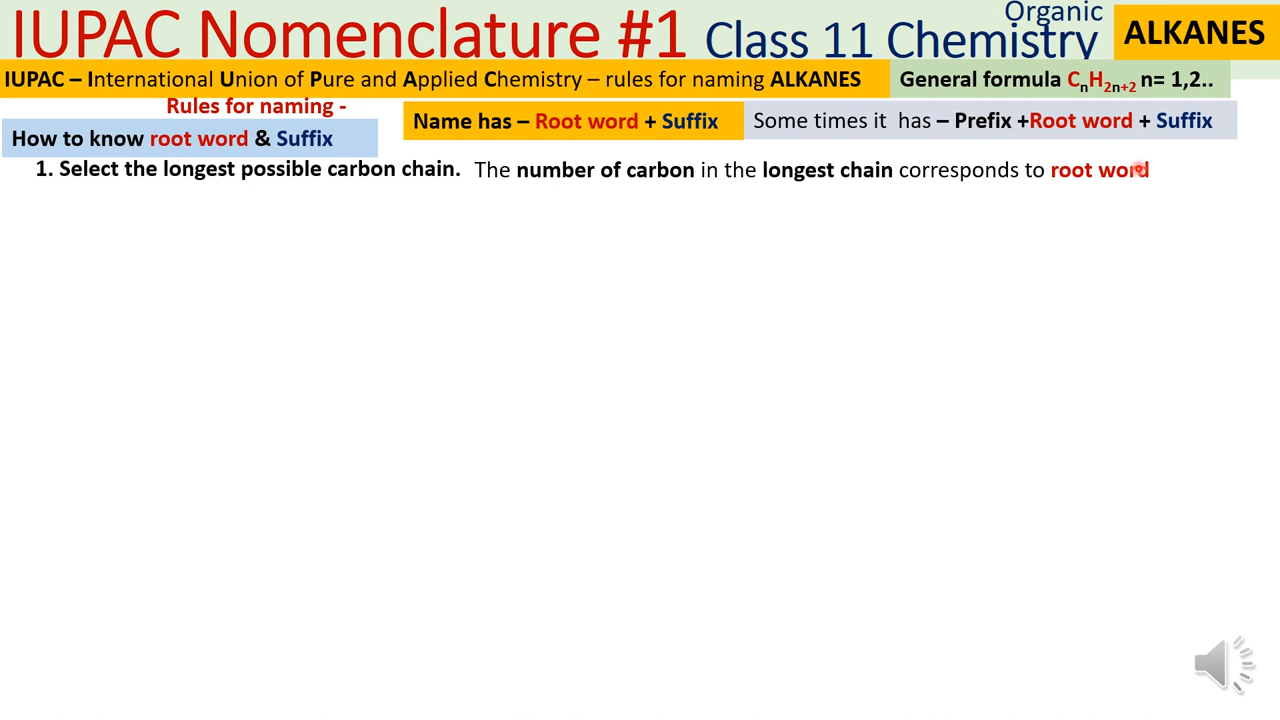 IUPAC Nomenclature #1 Class 11 Organic Chemistry ALKANES
IUPAC – International Union of Pure and Applied Chemistry – rules for naming ALKANES
General formula CnH2n+2 n= 1,2..
Rules for naming -
Name has – Root word + Suffix
Some times it has – Prefix +Root word + Suffix
How to know root word & Suffix
1. Select the longest possible carbon chain. The number of carbon in the longest chain corresponds to root word